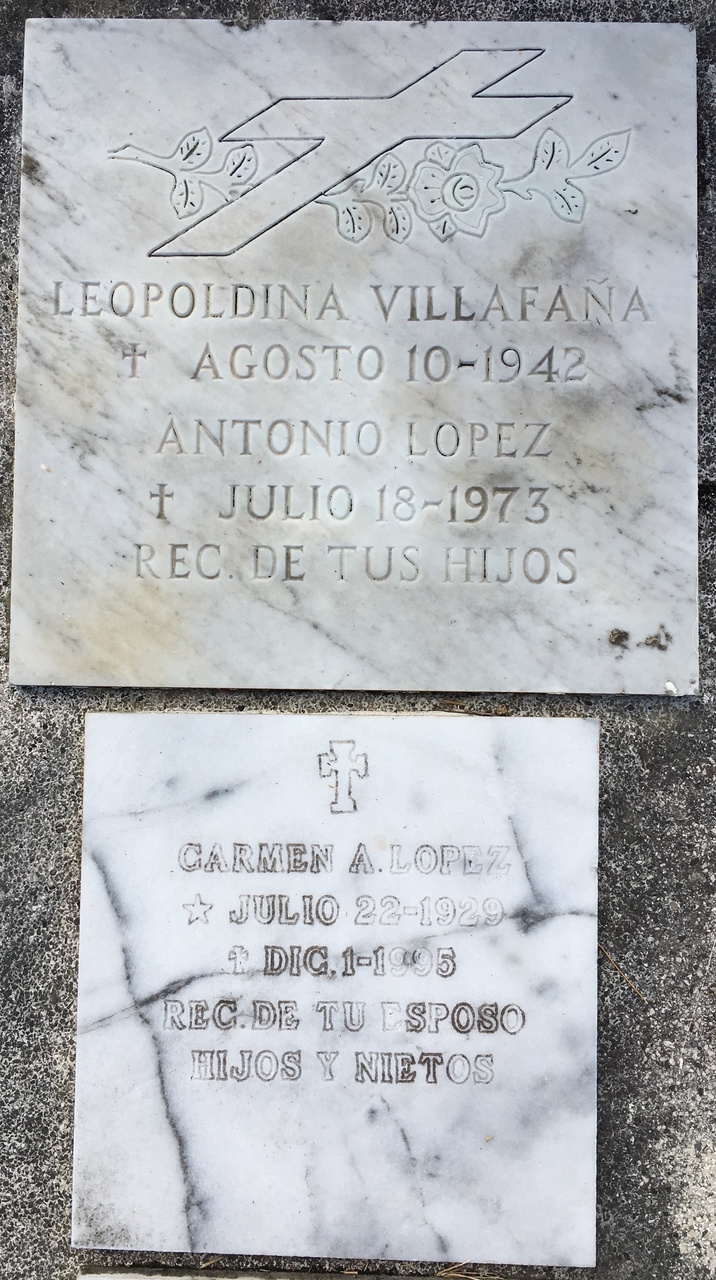 LEOPOLDINA VILLAFAÑA
✝ AGOSTO 10-1942
ANTONIO LOPEZ
✝ JULIO 18-1973
REC. DE TUS HIJOS
CARMEN A. LOPEZ
☆ JULIO 22-1929
✝ DIC. 1-1995
REC. DE TU ESPOSO
HIJOS Y NIETOS